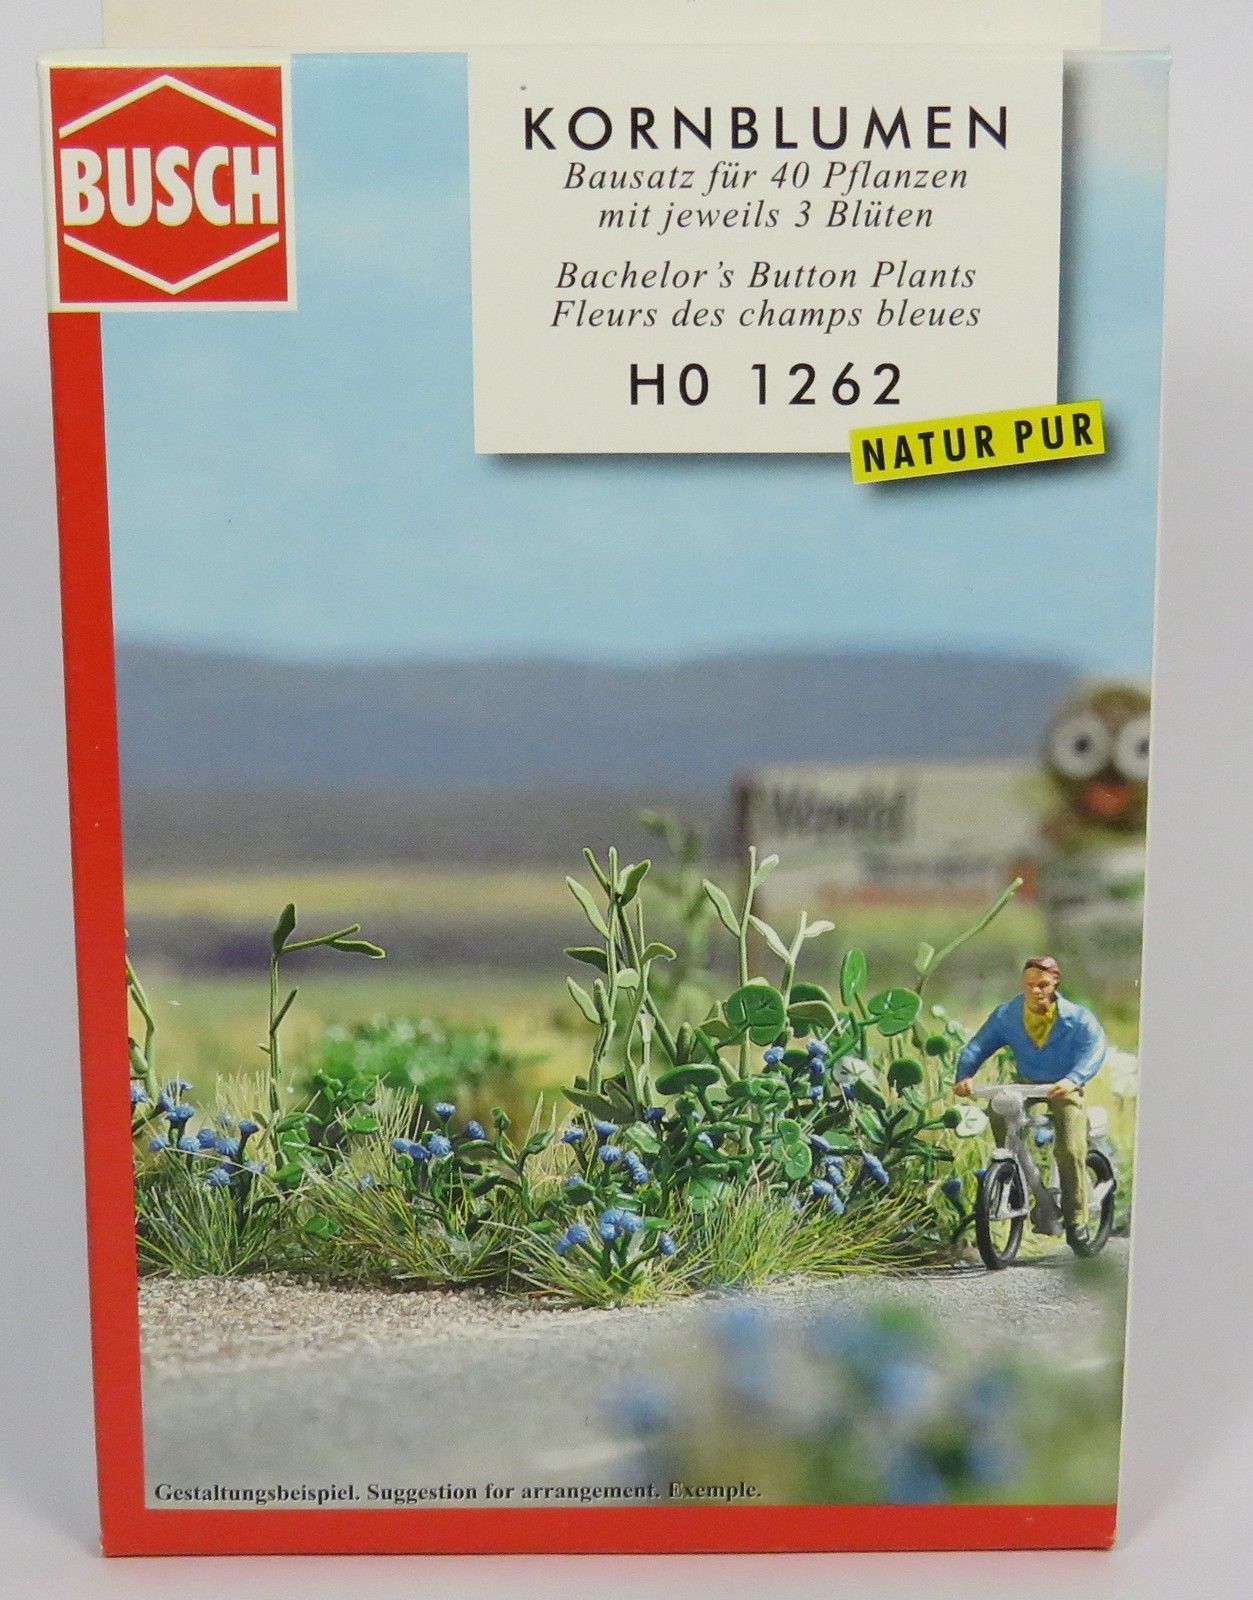 BUSCH
KORNBLUMEN
Bausatz für 40 Pflanzen
mit jeweils 3 Blüten
Bachelor's Button Plants
Fleurs des champs bleues
H0 1262
NATUR PUR
Gestaltungsbeispiel. Suggestion for arrangement. Exemple.